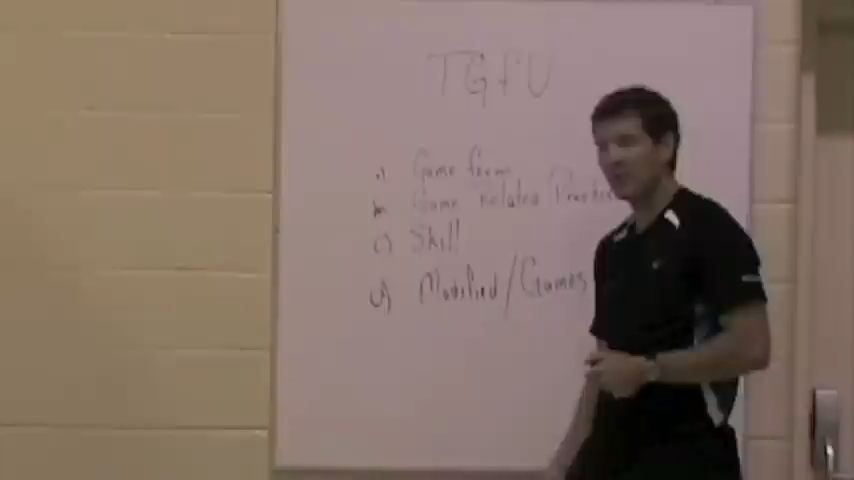 TGfU
a) Game form
b) Game Related Practice
c) Skill
d) Modified/Games